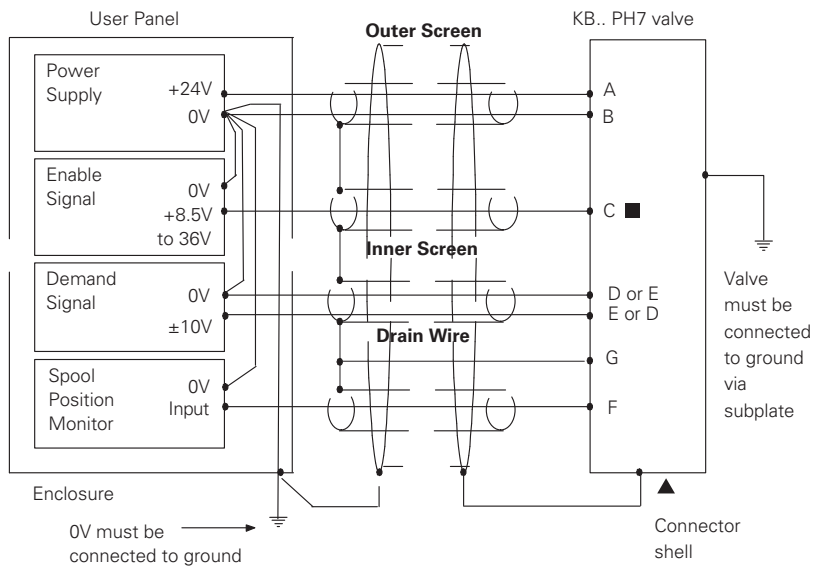 User Panel
Outer Screen
KB.. PH7 valve
Power
Supply
+24V
0V
A
B
Enable
Signal
0V
+8.5V
to 36V
C ■
Inner Screen
Demand
Signal
0V
±10V
D or E
E or D
Drain Wire
G
Spool
Position
Monitor
0V
Input
F
Valve
must be
connected
to ground
via
subplate
Enclosure
0V must be
connected to ground
▲
Connector
shell